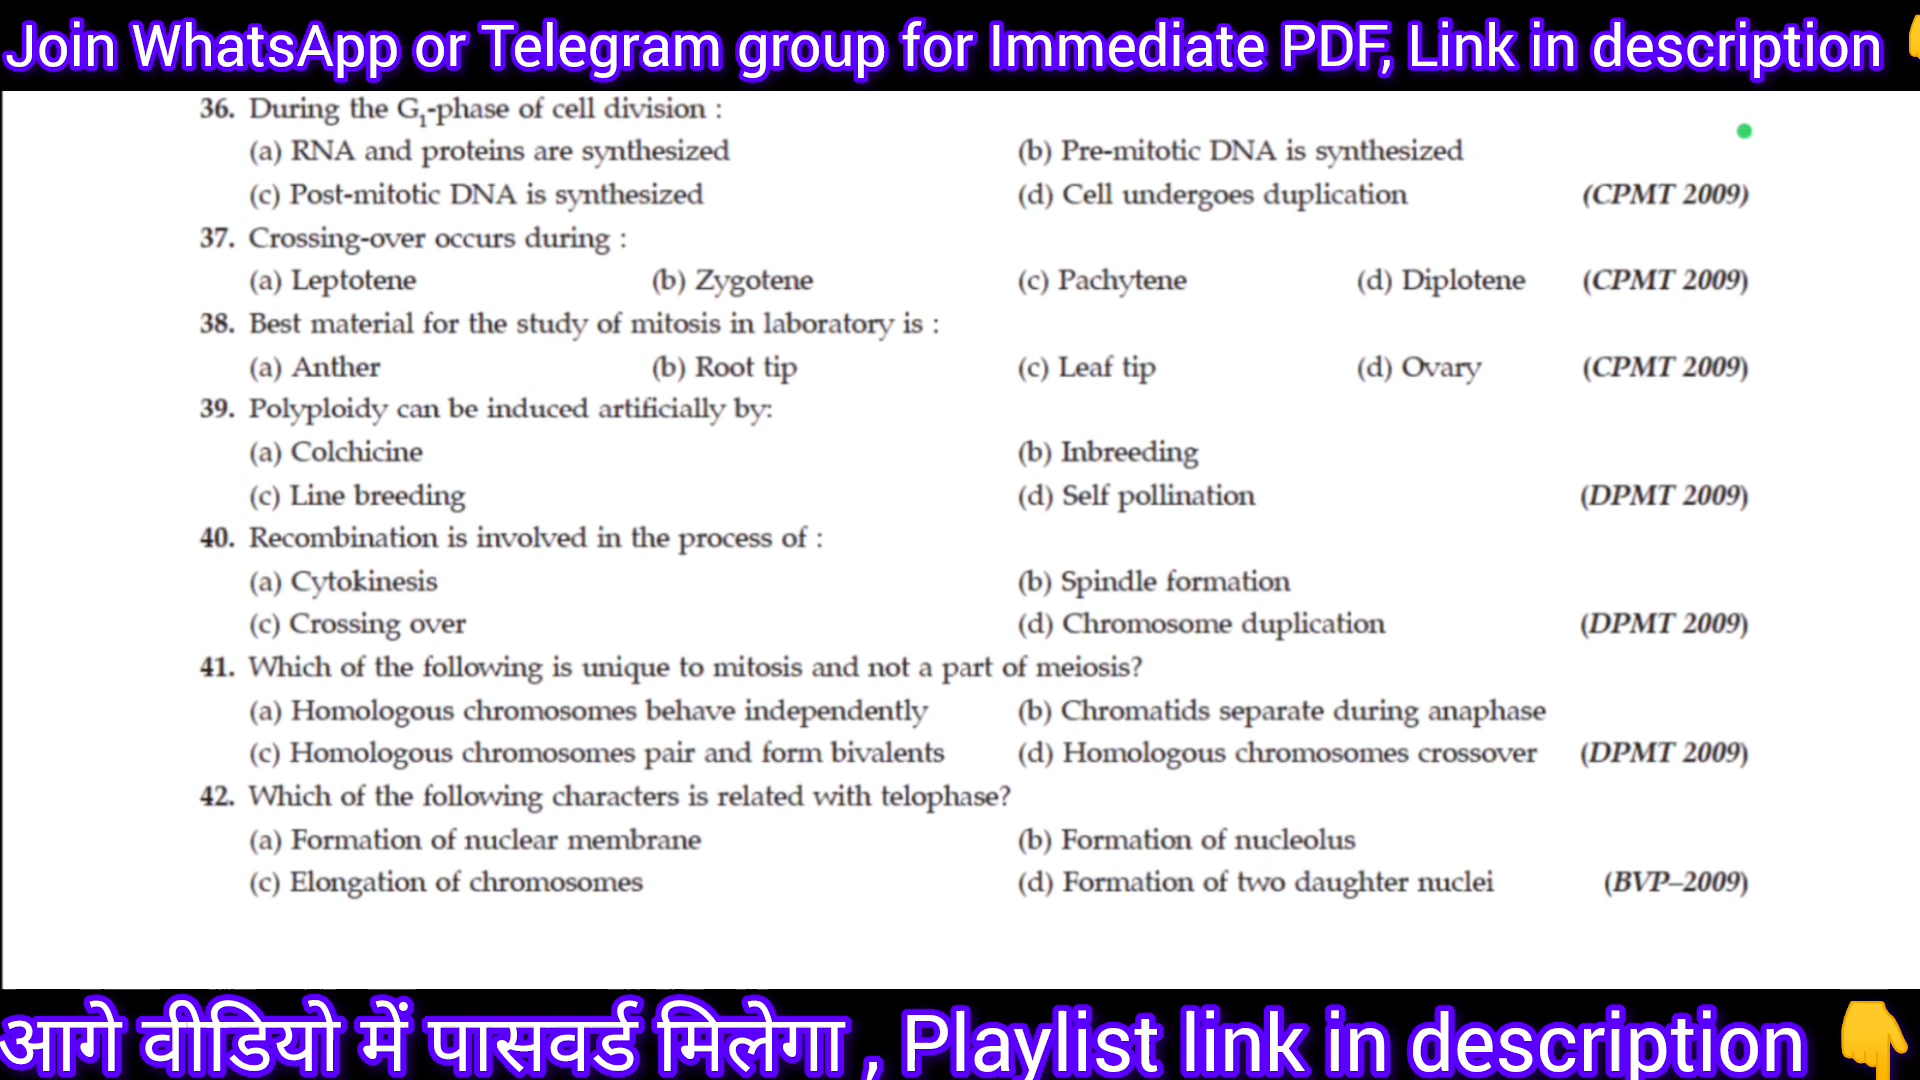 Join WhatsApp or Telegram group for Immediate PDF, Link in description 👇
36. During the G₁-phase of cell division :
(a) RNA and proteins are synthesized (b) Pre-mitotic DNA is synthesized
(c) Post-mitotic DNA is synthesized (d) Cell undergoes duplication (CPMT 2009)
37. Crossing-over occurs during :
(a) Leptotene (b) Zygotene (c) Pachytene (d) Diplotene (CPMT 2009)
38. Best material for the study of mitosis in laboratory is :
(a) Anther (b) Root tip (c) Leaf tip (d) Ovary (CPMT 2009)
39. Polyploidy can be induced artificially by:
(a) Colchicine (b) Inbreeding
(c) Line breeding (d) Self pollination (DPMT 2009)
40. Recombination is involved in the process of :
(a) Cytokinesis (b) Spindle formation
(c) Crossing over (d) Chromosome duplication (DPMT 2009)
41. Which of the following is unique to mitosis and not a part of meiosis?
(a) Homologous chromosomes behave independently (b) Chromatids separate during anaphase
(c) Homologous chromosomes pair and form bivalents (d) Homologous chromosomes crossover (DPMT 2009)
42. Which of the following characters is related with telophase?
(a) Formation of nuclear membrane (b) Formation of nucleolus
(c) Elongation of chromosomes (d) Formation of two daughter nuclei (BVP–2009)
आगे वीडियो में पासवर्ड मिलेगा , Playlist link in description 👇